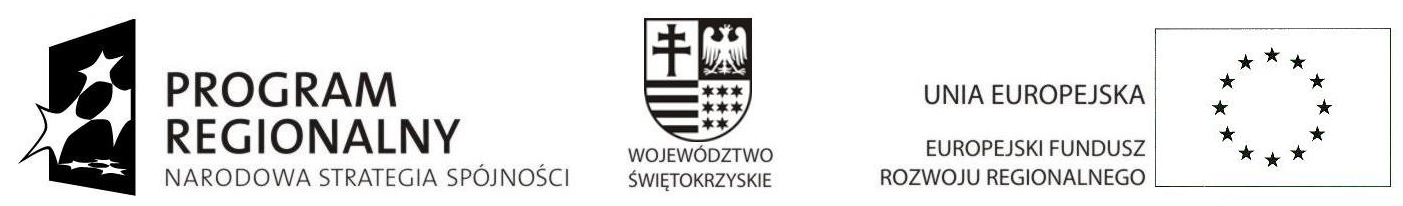 PROGRAM
REGIONALNY
NARODOWA STRATEGIA SPÓJNOŚCI
WOJEWÓDZTWO
ŚWIĘTOKRZYSKIE
UNIA EUROPEJSKA
EUROPEJSKI FUNDUSZ
ROZWOJU REGIONALNEGO